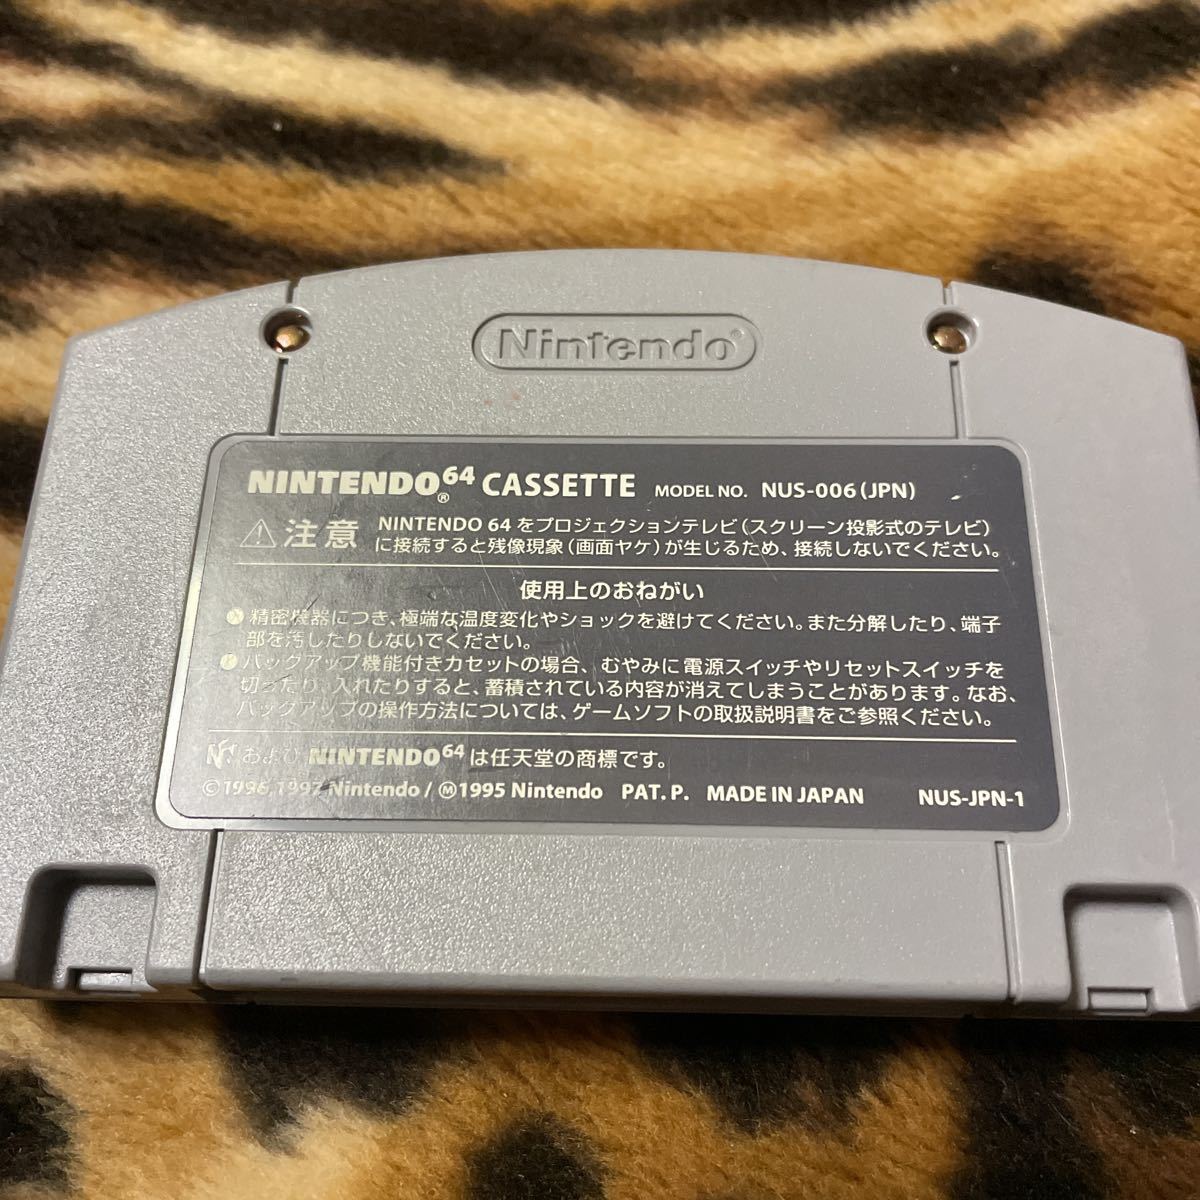 Nintendo®
NINTENDO®64 CASSETTE MODEL NO. NUS-006(JPN)
⚠注意 NINTENDO 64をプロジェクションテレビ(スクリーン投影式のテレビ)
に接続すると残像現象(画面ヤケ)が生じるため、接続しないでください。
使用上のおねがい
●精密機器につき、極端な温度変化やショックを避けてください。また分解したり、端子
部を汚したりしないでください。
●バックアップ機能付きカセットの場合、むやみに電源スイッチやリセットスイッチを
切ったり、入れたりすると、蓄積されている内容が消えてしまうことがあります。なお、
バックアップの操作方法については、ゲームソフトの取扱説明書をご参照ください。
および NINTENDO64は任天堂の商標です。
©1996,1997 Nintendo/Ⓜ1995 Nintendo PAT.P. MADE IN JAPAN NUS-JPN-1